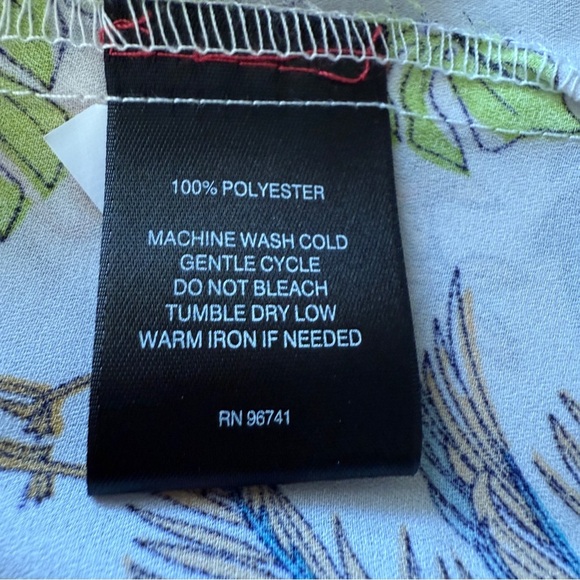 100% POLYESTER
MACHINE WASH COLD
GENTLE CYCLE
DO NOT BLEACH
TUMBLE DRY LOW
WARM IRON IF NEEDED
RN 96741